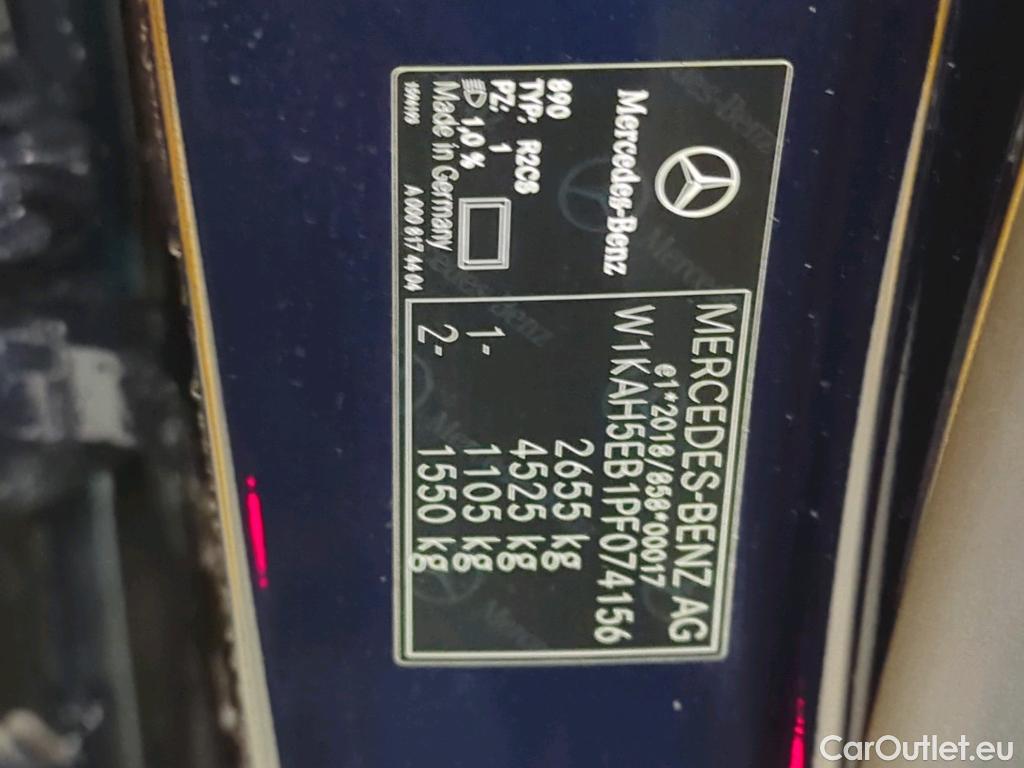 Mercedes-Benz
890
TYP: R2CS
PZ: 1
1,0 %
Made in Germany
A 000 817 44 04
MERCEDES-BENZ AG
e1*2018/858*00017
W1KAH5EB1PF074156
2655 kg
4525 kg
1- 1105 kg
2- 1550 kg
CarOutlet.eu